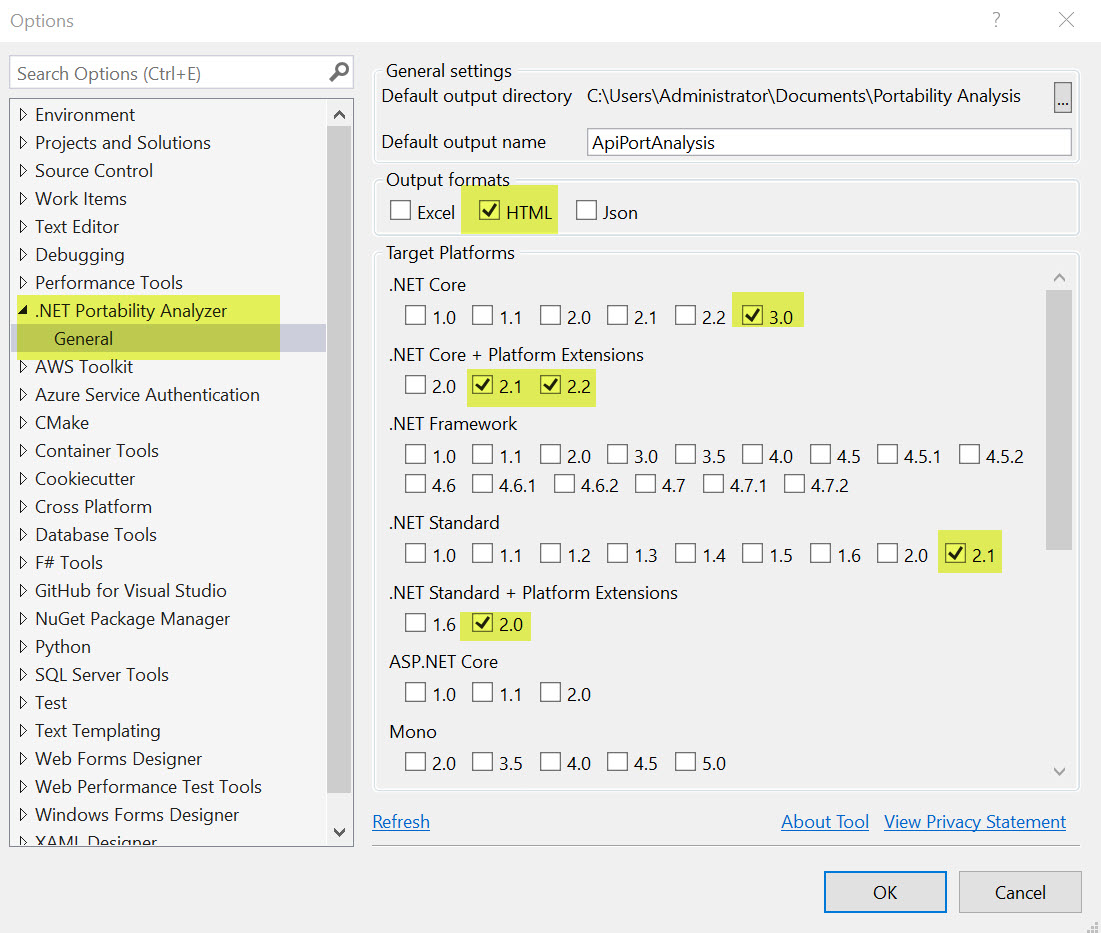 Options ?
Search Options (Ctrl+E)
Environment
Projects and Solutions
Source Control
Work Items
Text Editor
Debugging
Performance Tools
.NET Portability Analyzer
General
AWS Toolkit
Azure Service Authentication
CMake
Container Tools
Cookiecutter
Cross Platform
Database Tools
F# Tools
GitHub for Visual Studio
NuGet Package Manager
Python
SQL Server Tools
Test
Text Templating
Web Forms Designer
Web Performance Test Tools
Windows Forms Designer
XAML Designer
General settings
Default output directory C:\Users\Administrator\Documents\Portability Analysis ...
Default output name ApiPortAnalysis
Output formats
Excel HTML Json
Target Platforms
.NET Core
1.0 1.1 2.0 2.1 2.2 3.0
.NET Core + Platform Extensions
2.0 2.1 2.2
.NET Framework
1.0 1.1 2.0 3.0 3.5 4.0 4.5 4.5.1 4.5.2
4.6 4.6.1 4.6.2 4.7 4.7.1 4.7.2
.NET Standard
1.0 1.1 1.2 1.3 1.4 1.5 1.6 2.0 2.1
.NET Standard + Platform Extensions
1.6 2.0
ASP.NET Core
1.0 1.1 2.0
Mono
2.0 3.5 4.0 4.5 5.0
Refresh About Tool View Privacy Statement
OK Cancel